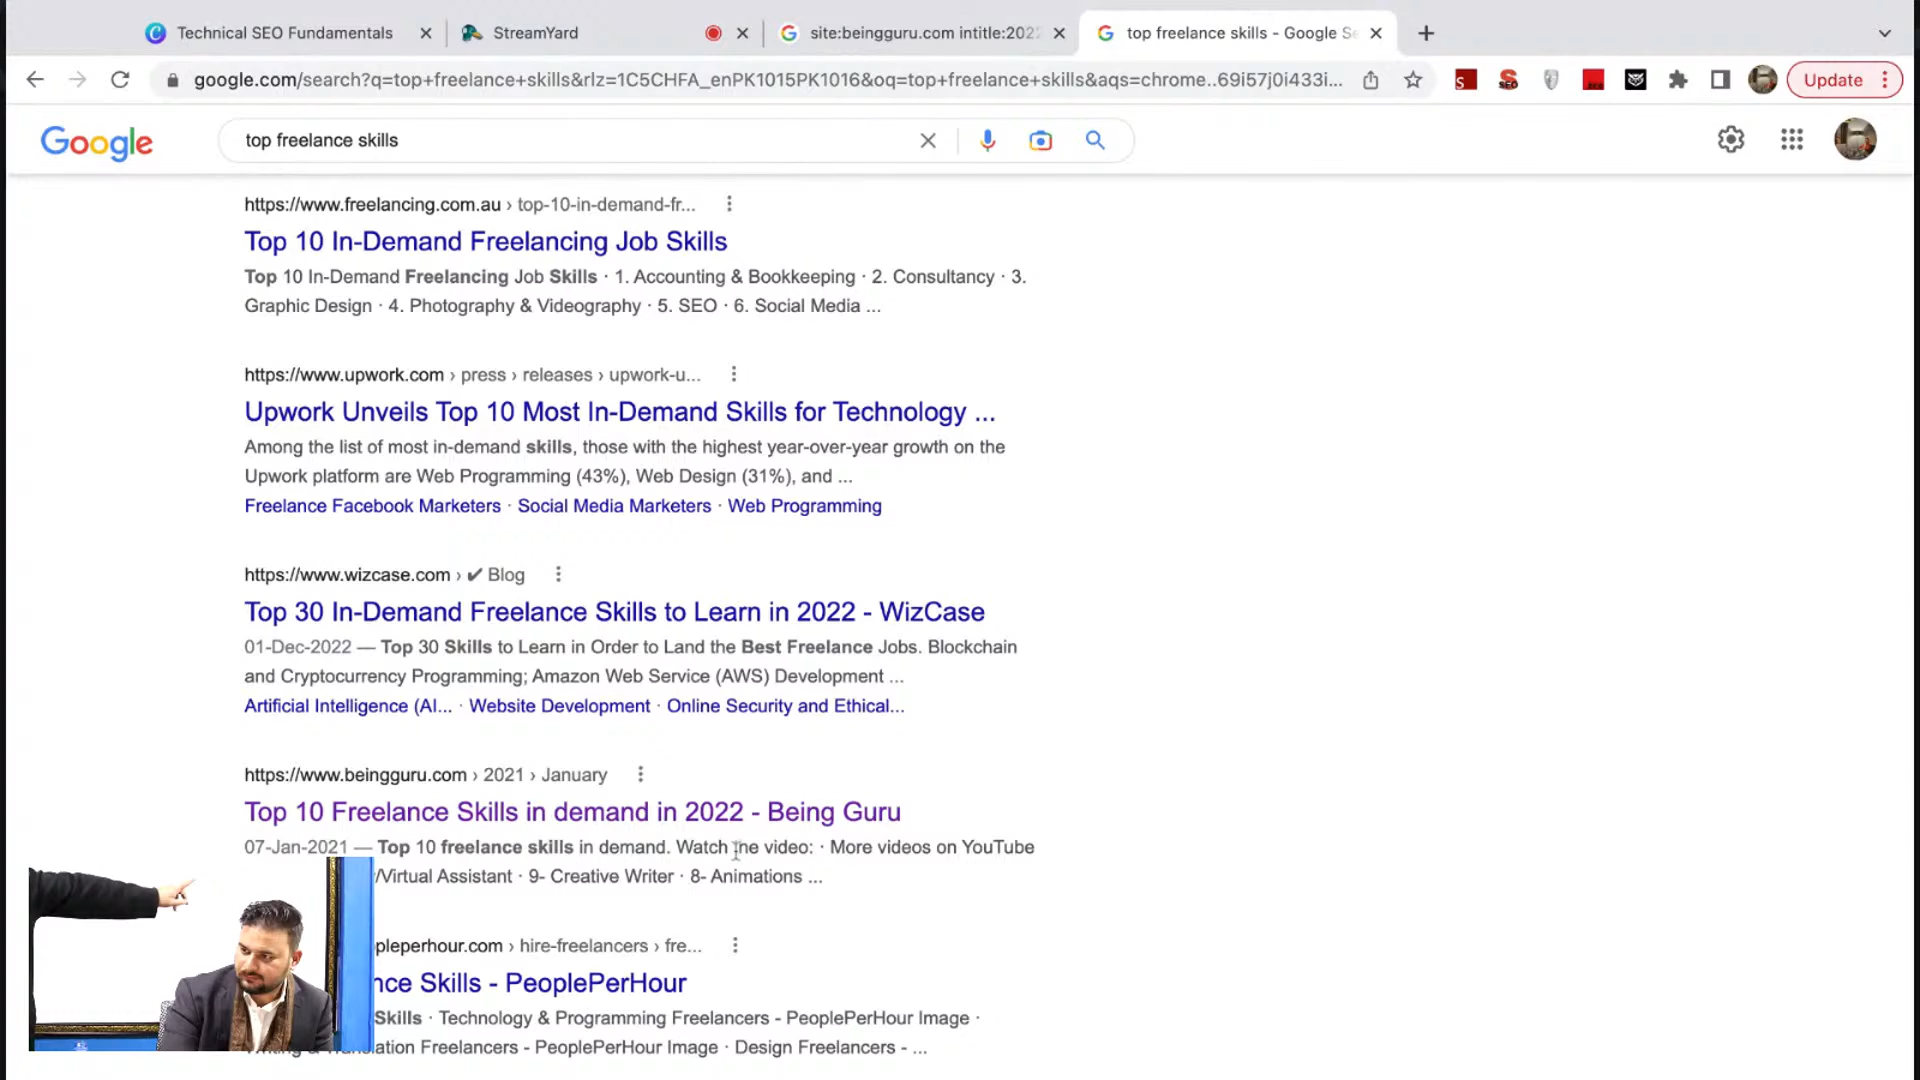 Technical SEO Fundamentals
StreamYard
site:beingguru.com intitle:202
top freelance skills - Google Se
google.com/search?q=top+freelance+skills&rlz=1C5CHFA_enPK1015PK1016&oq=top+freelance+skills&aqs=chrome..69i57j0i433i...
Update
Google
top freelance skills
https://www.freelancing.com.au › top-10-in-demand-fr...
Top 10 In-Demand Freelancing Job Skills
Top 10 In-Demand Freelancing Job Skills · 1. Accounting & Bookkeeping · 2. Consultancy · 3.
Graphic Design · 4. Photography & Videography · 5. SEO · 6. Social Media ...
https://www.upwork.com › press › releases › upwork-u...
Upwork Unveils Top 10 Most In-Demand Skills for Technology ...
Among the list of most in-demand skills, those with the highest year-over-year growth on the
Upwork platform are Web Programming (43%), Web Design (31%), and ...
Freelance Facebook Marketers · Social Media Marketers · Web Programming
https://www.wizcase.com › ✔ Blog
Top 30 In-Demand Freelance Skills to Learn in 2022 - WizCase
01-Dec-2022 — Top 30 Skills to Learn in Order to Land the Best Freelance Jobs. Blockchain
and Cryptocurrency Programming; Amazon Web Service (AWS) Development ...
Artificial Intelligence (AI... · Website Development · Online Security and Ethical...
https://www.beingguru.com › 2021 › January
Top 10 Freelance Skills in demand in 2022 - Being Guru
07-Jan-2021 — Top 10 freelance skills in demand. Watch the video: · More videos on YouTube
/Virtual Assistant · 9- Creative Writer · 8- Animations ...
pleperhour.com › hire-freelancers › fre...
nce Skills - PeoplePerHour
Skills · Technology & Programming Freelancers - PeoplePerHour Image ·
ation Freelancers - PeoplePerHour Image · Design Freelancers - ...